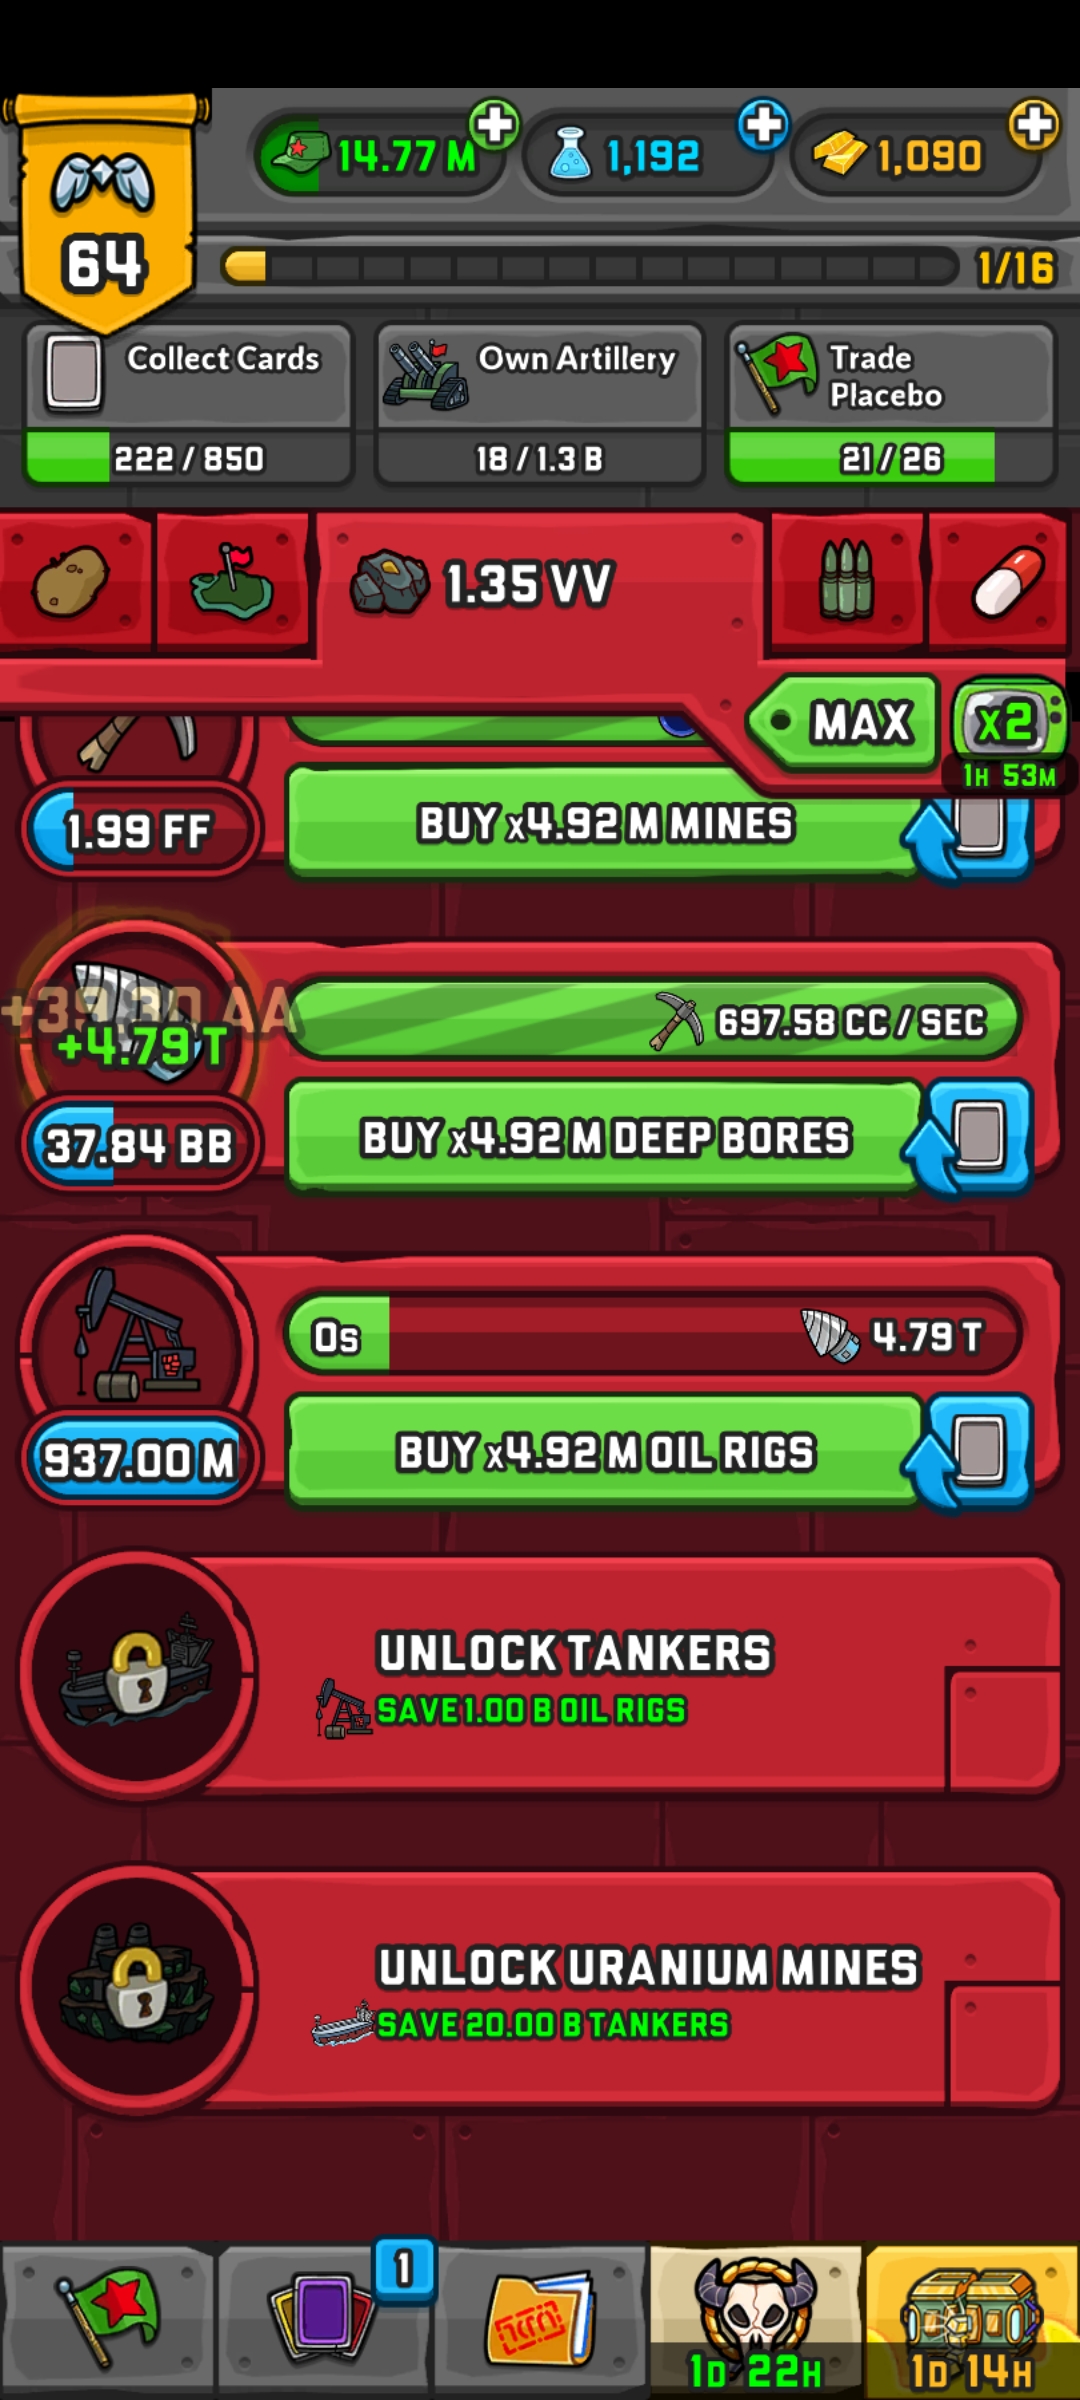 14.77 M
1,192
1,090
64
1/16
Collect Cards
Own Artillery
Trade
Placebo
222 / 850
18 / 1.3 B
21 / 26
1.35 VV
MAX
X2
1H 53M
1.99 FF
BUY x4.92 M MINES
+39.30 AA
+4.79 T
697.58 CC / SEC
37.84 BB
BUY x4.92 M DEEP BORES
0s
4.79 T
937.00 M
BUY x4.92 M OIL RIGS
UNLOCK TANKERS
SAVE 1.00 B OIL RIGS
UNLOCK URANIUM MINES
SAVE 20.00 B TANKERS
1
1D 22H
1D 14H